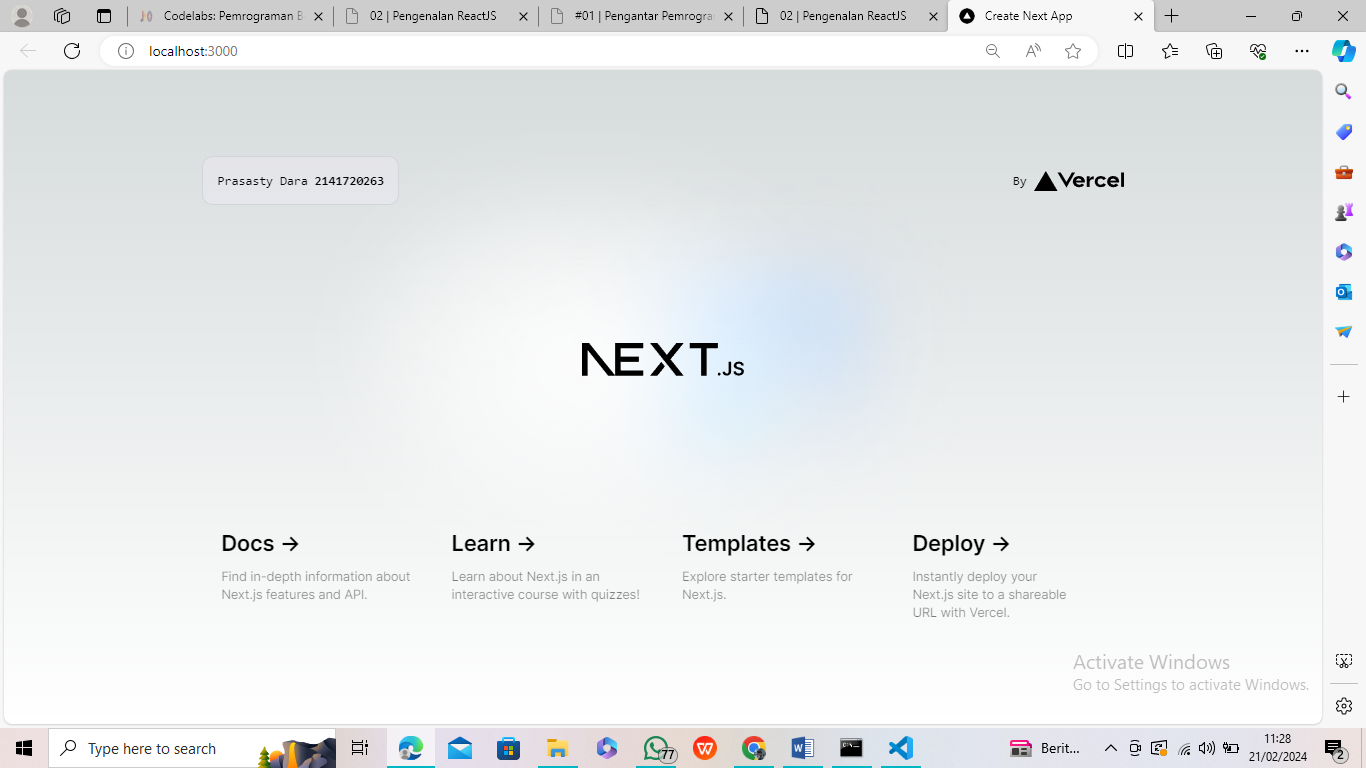 Codelabs: Pemrograman B
02 | Pengenalan ReactJS
#01 | Pengantar Pemrogram
02 | Pengenalan ReactJS
Create Next App
localhost:3000
Prasasty Dara 2141720263
By Vercel
NEXT.JS
Docs ->
Find in-depth information about
Next.js features and API.
Learn ->
Learn about Next.js in an
interactive course with quizzes!
Templates ->
Explore starter templates for
Next.js.
Deploy ->
Instantly deploy your
Next.js site to a shareable
URL with Vercel.
Activate Windows
Go to Settings to activate Windows.
Type here to search
77
Berit...
11:28
21/02/2024
2